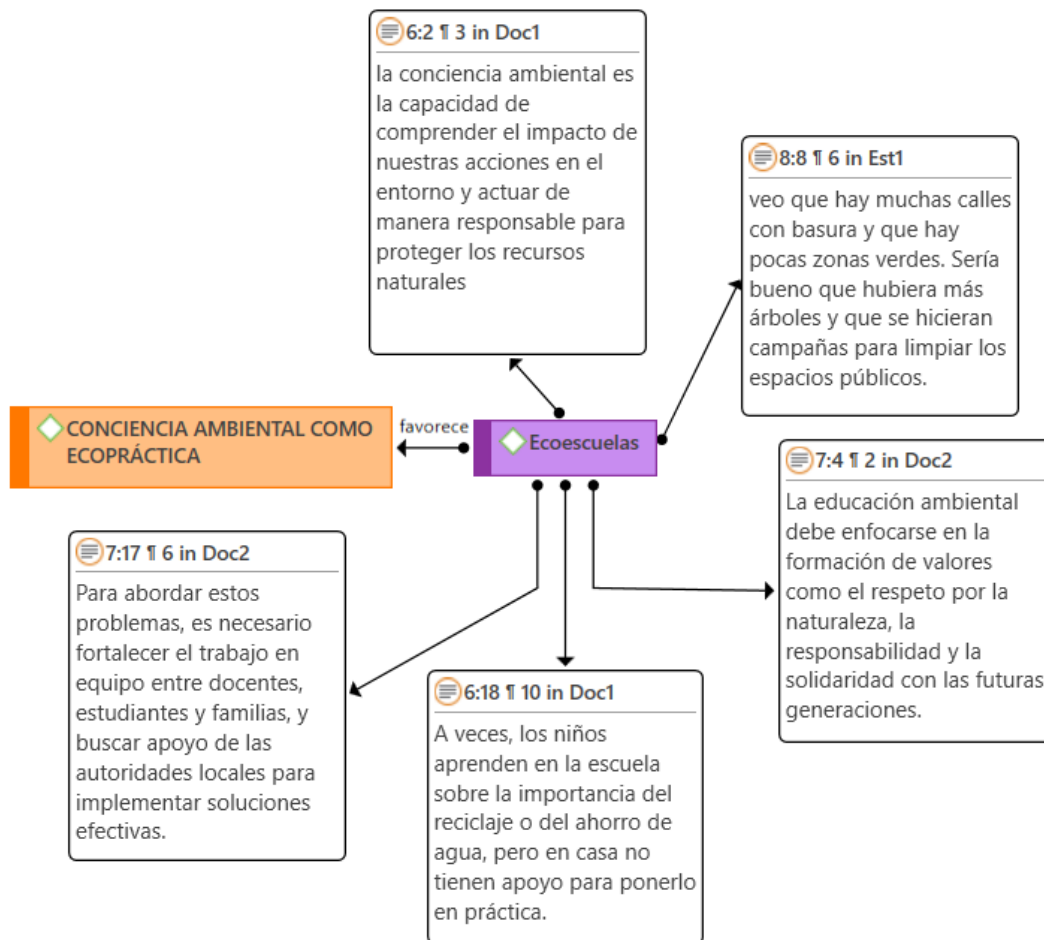 6:2 ¶ 3 in Doc1
la conciencia ambiental es
la capacidad de
comprender el impacto de
nuestras acciones en el
entorno y actuar de
manera responsable para
proteger los recursos
naturales
8:8 ¶ 6 in Est1
veo que hay muchas calles
con basura y que hay
pocas zonas verdes. Sería
bueno que hubiera más
árboles y que se hicieran
campañas para limpiar los
espacios públicos.
CONCIENCIA AMBIENTAL COMO
ECOPRÁCTICA
favorece
Ecoescuelas
7:4 ¶ 2 in Doc2
La educación ambiental
debe enfocarse en la
formación de valores
como el respeto por la
naturaleza, la
responsabilidad y la
solidaridad con las futuras
generaciones.
7:17 ¶ 6 in Doc2
Para abordar estos
problemas, es necesario
fortalecer el trabajo en
equipo entre docentes,
estudiantes y familias, y
buscar apoyo de las
autoridades locales para
implementar soluciones
efectivas.
6:18 ¶ 10 in Doc1
A veces, los niños
aprenden en la escuela
sobre la importancia del
reciclaje o del ahorro de
agua, pero en casa no
tienen apoyo para ponerlo
en práctica.